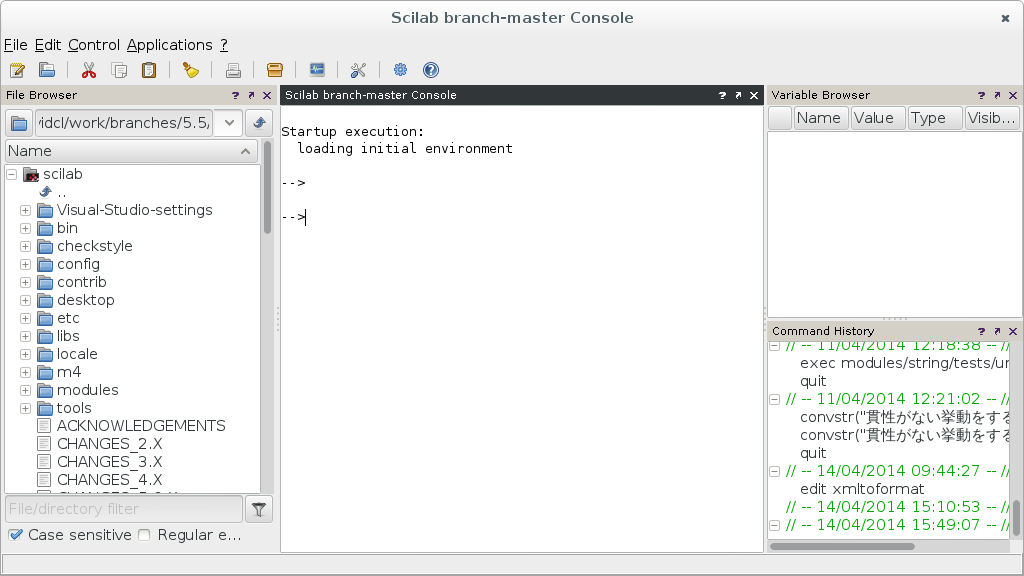 Scilab branch-master Console
File Edit Control Applications ?
File Browser
/idcl/work/branches/5.5,
Name
scilab
..
Visual-Studio-settings
bin
checkstyle
config
contrib
desktop
etc
libs
locale
m4
modules
tools
ACKNOWLEDGEMENTS
CHANGES_2.X
CHANGES_3.X
CHANGES_4.X
File/directory filter
Case sensitive Regular e...
Scilab branch-master Console
Startup execution:
loading initial environment
-->
-->
Variable Browser
Name Value Type Visib...
Command History
// -- 11/04/2014 12:18:38 -- //
exec modules/string/tests/ur
quit
// -- 11/04/2014 12:21:02 -- //
convstr("貫性がない挙動をする
convstr("貫性がない挙動をする
quit
// -- 14/04/2014 09:44:27 -- //
edit xmltoformat
// -- 14/04/2014 15:10:53 -- //
// -- 14/04/2014 15:49:07 -- //